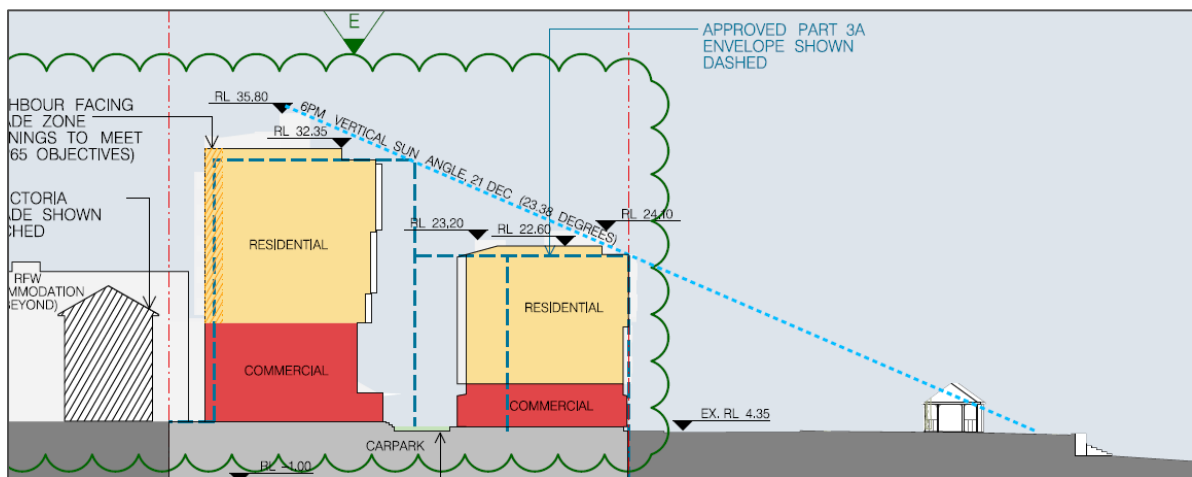 E
APPROVED PART 3A
ENVELOPE SHOWN
DASHED
RL 35.80
HBOUR FACING
ADE ZONE
NINGS TO MEET
65 OBJECTIVES)
6PM VERTICAL SUN ANGLE, 21 DEC (23.38 DEGREES)
RL 32.35
CTORIA
ADE SHOWN
CHED
RL 23.20
RL 22.60
RL 24.10
RESIDENTIAL
RFW
MMODATION
BEYOND)
RESIDENTIAL
COMMERCIAL
COMMERCIAL
EX. RL 4.35
CARPARK
RL -1.00